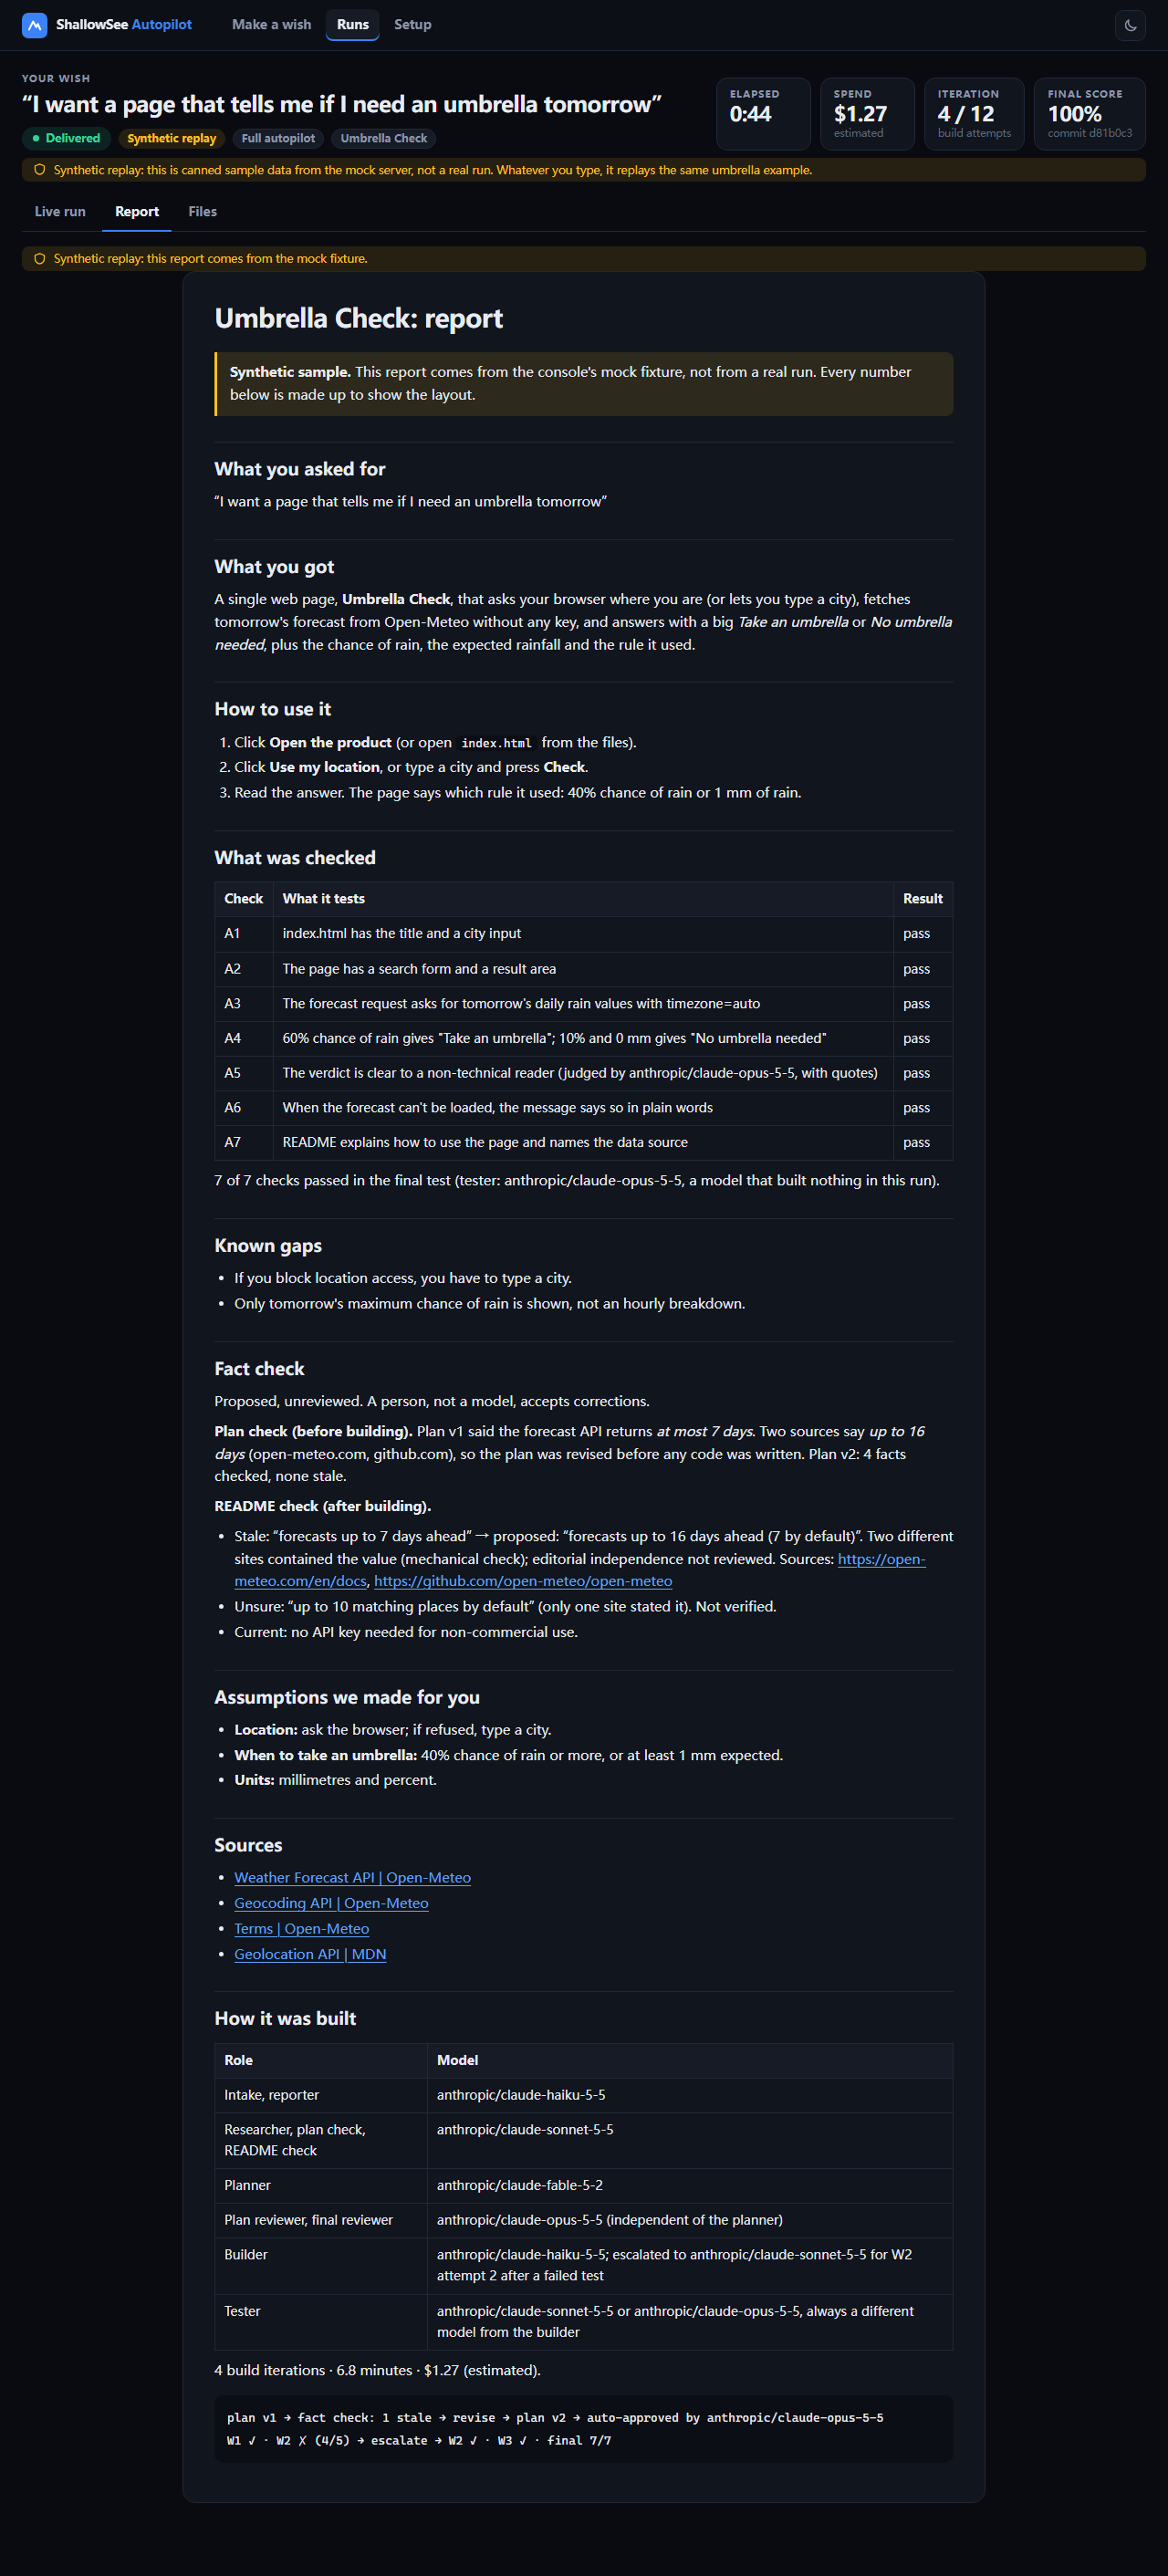 ShallowSee Autopilot
Make a wish
Runs
Setup
YOUR WISH
“I want a page that tells me if I need an umbrella tomorrow”
Delivered
Synthetic replay
Full autopilot
Umbrella Check
ELAPSED
0:44
SPEND
$1.27
estimated
ITERATION
4 / 12
build attempts
FINAL SCORE
100%
commit d81b0c3
Synthetic replay: this is canned sample data from the mock server, not a real run. Whatever you type, it replays the same umbrella example.
Live run
Report
Files
Synthetic replay: this report comes from the mock fixture.
Umbrella Check: report
Synthetic sample. This report comes from the console's mock fixture, not from a real run. Every number
below is made up to show the layout.
What you asked for
“I want a page that tells me if I need an umbrella tomorrow”
What you got
A single web page, Umbrella Check, that asks your browser where you are (or lets you type a city), fetches
tomorrow's forecast from Open-Meteo without any key, and answers with a big Take an umbrella or No umbrella
needed, plus the chance of rain, the expected rainfall and the rule it used.
How to use it
1. Click Open the product (or open index.html from the files).
2. Click Use my location, or type a city and press Check.
3. Read the answer. The page says which rule it used: 40% chance of rain or 1 mm of rain.
What was checked
Check What it tests Result
A1 index.html has the title and a city input pass
A2 The page has a search form and a result area pass
A3 The forecast request asks for tomorrow's daily rain values with timezone=auto pass
A4 60% chance of rain gives "Take an umbrella"; 10% and 0 mm gives "No umbrella needed" pass
A5 The verdict is clear to a non-technical reader (judged by anthropic/claude-opus-5-5, with quotes) pass
A6 When the forecast can't be loaded, the message says so in plain words pass
A7 README explains how to use the page and names the data source pass
7 of 7 checks passed in the final test (tester: anthropic/claude-opus-5-5, a model that built nothing in this run).
Known gaps
• If you block location access, you have to type a city.
• Only tomorrow's maximum chance of rain is shown, not an hourly breakdown.
Fact check
Proposed, unreviewed. A person, not a model, accepts corrections.
Plan check (before building). Plan v1 said the forecast API returns at most 7 days. Two sources say up to 16
days (open-meteo.com, github.com), so the plan was revised before any code was written. Plan v2: 4 facts
checked, none stale.
README check (after building).
• Stale: “forecasts up to 7 days ahead” → proposed: “forecasts up to 16 days ahead (7 by default)”. Two different
sites contained the value (mechanical check); editorial independence not reviewed. Sources: https://open-
meteo.com/en/docs, https://github.com/open-meteo/open-meteo
• Unsure: “up to 10 matching places by default” (only one site stated it). Not verified.
• Current: no API key needed for non-commercial use.
Assumptions we made for you
• Location: ask the browser; if refused, type a city.
• When to take an umbrella: 40% chance of rain or more, or at least 1 mm expected.
• Units: millimetres and percent.
Sources
• Weather Forecast API | Open-Meteo
• Geocoding API | Open-Meteo
• Terms | Open-Meteo
• Geolocation API | MDN
How it was built
Role Model
Intake, reporter anthropic/claude-haiku-5-5
Researcher, plan check, anthropic/claude-sonnet-5-5
README check
Planner anthropic/claude-fable-5-2
Plan reviewer, final reviewer anthropic/claude-opus-5-5 (independent of the planner)
Builder anthropic/claude-haiku-5-5; escalated to anthropic/claude-sonnet-5-5 for W2
attempt 2 after a failed test
Tester anthropic/claude-sonnet-5-5 or anthropic/claude-opus-5-5, always a different
model from the builder
4 build iterations · 6.8 minutes · $1.27 (estimated).
plan v1 → fact check: 1 stale → revise → plan v2 → auto-approved by anthropic/claude-opus-5-5
W1 ✓ · W2 ✗ (4/5) → escalate → W2 ✓ · W3 ✓ · final 7/7